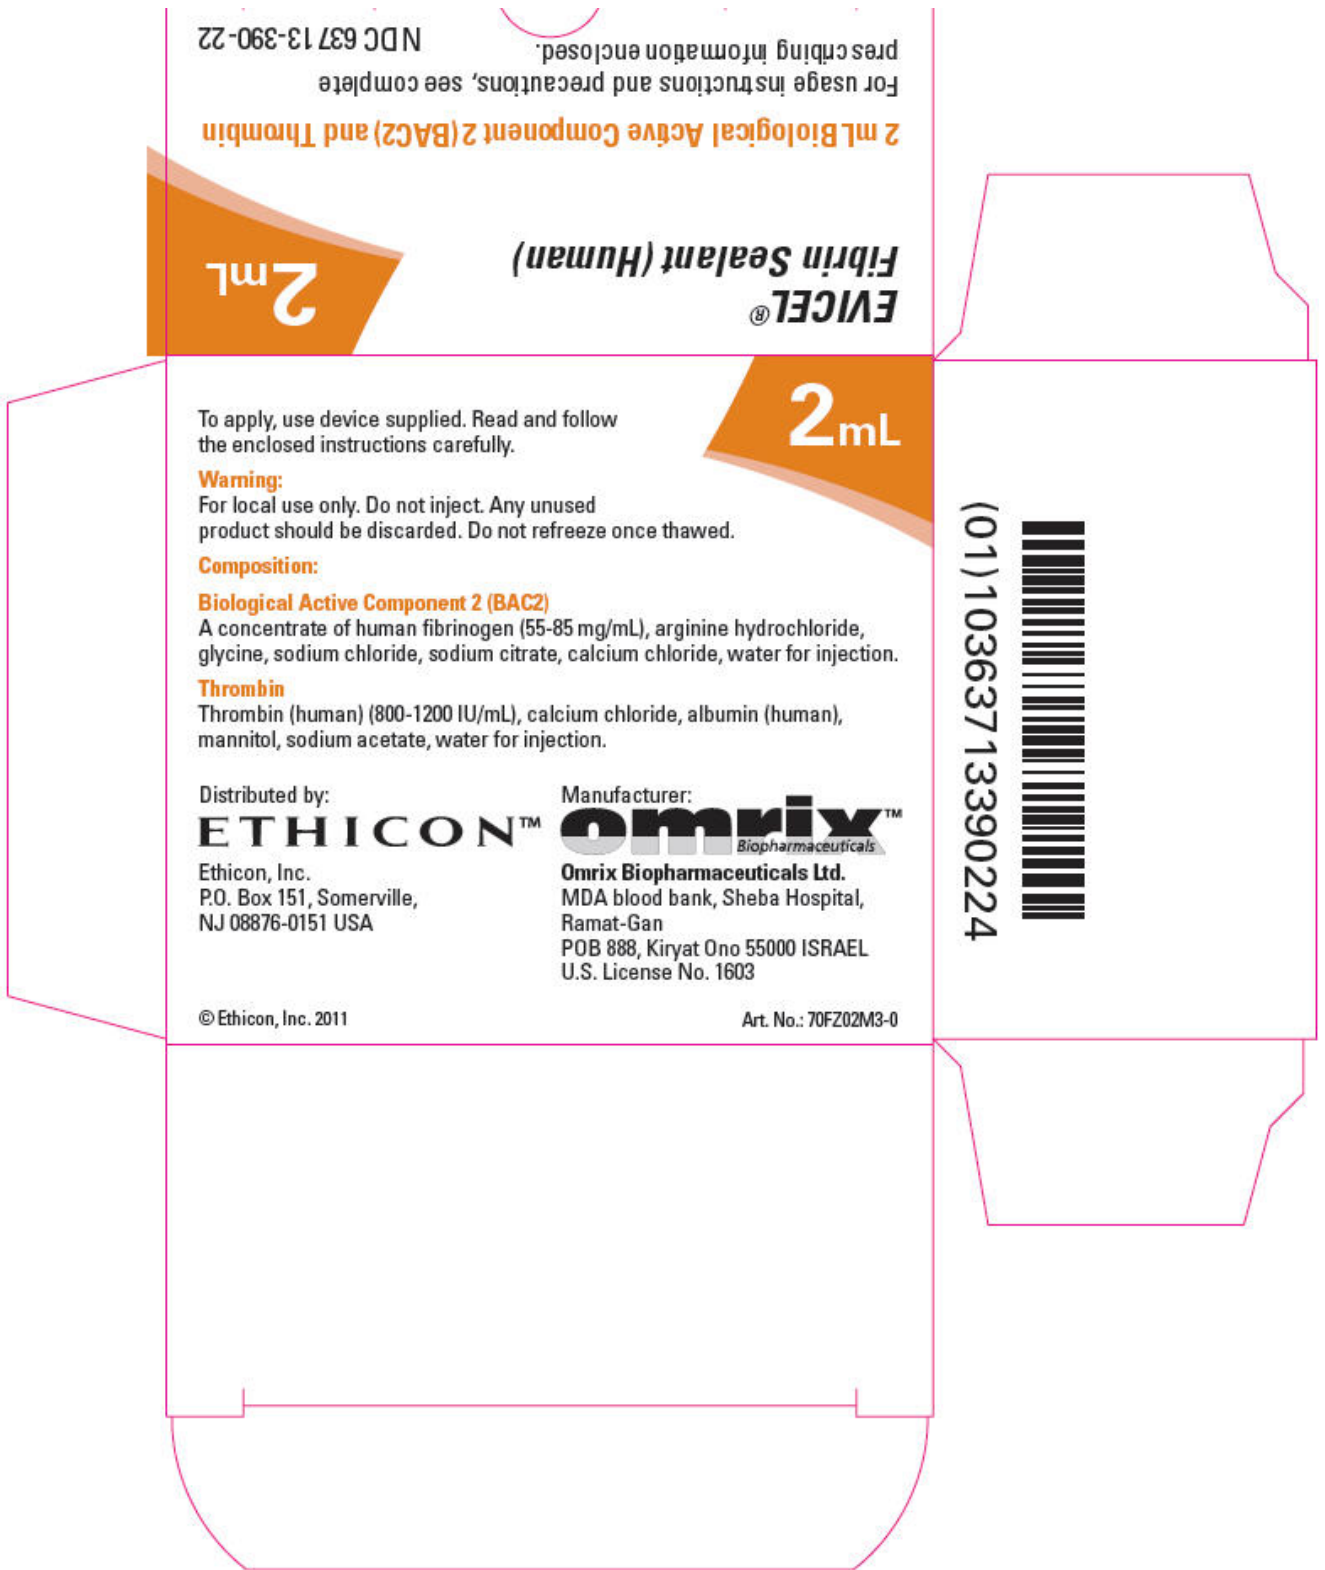 EVICEL®
Fibrin Sealant (Human)
2mL
2 mL Biological Active Component 2 (BAC2) and Thrombin
For usage instructions and precautions, see complete
prescribing information enclosed.
NDC 63713-390-22
2mL
To apply, use device supplied. Read and follow
the enclosed instructions carefully.
Warning:
For local use only. Do not inject. Any unused
product should be discarded. Do not refreeze once thawed.
Composition:
Biological Active Component 2 (BAC2)
A concentrate of human fibrinogen (55-85 mg/mL), arginine hydrochloride,
glycine, sodium chloride, sodium citrate, calcium chloride, water for injection.
Thrombin
Thrombin (human) (800-1200 IU/mL), calcium chloride, albumin (human),
mannitol, sodium acetate, water for injection.
Distributed by:
ETHICON™
Ethicon, Inc.
P.O. Box 151, Somerville,
NJ 08876-0151 USA
Manufacturer:
omrix™
Biopharmaceuticals
Omrix Biopharmaceuticals Ltd.
MDA blood bank, Sheba Hospital,
Ramat-Gan
POB 888, Kiryat Ono 55000 ISRAEL
U.S. License No. 1603
© Ethicon, Inc. 2011
Art. No.: 70FZ02M3-0
(01)10363713390224